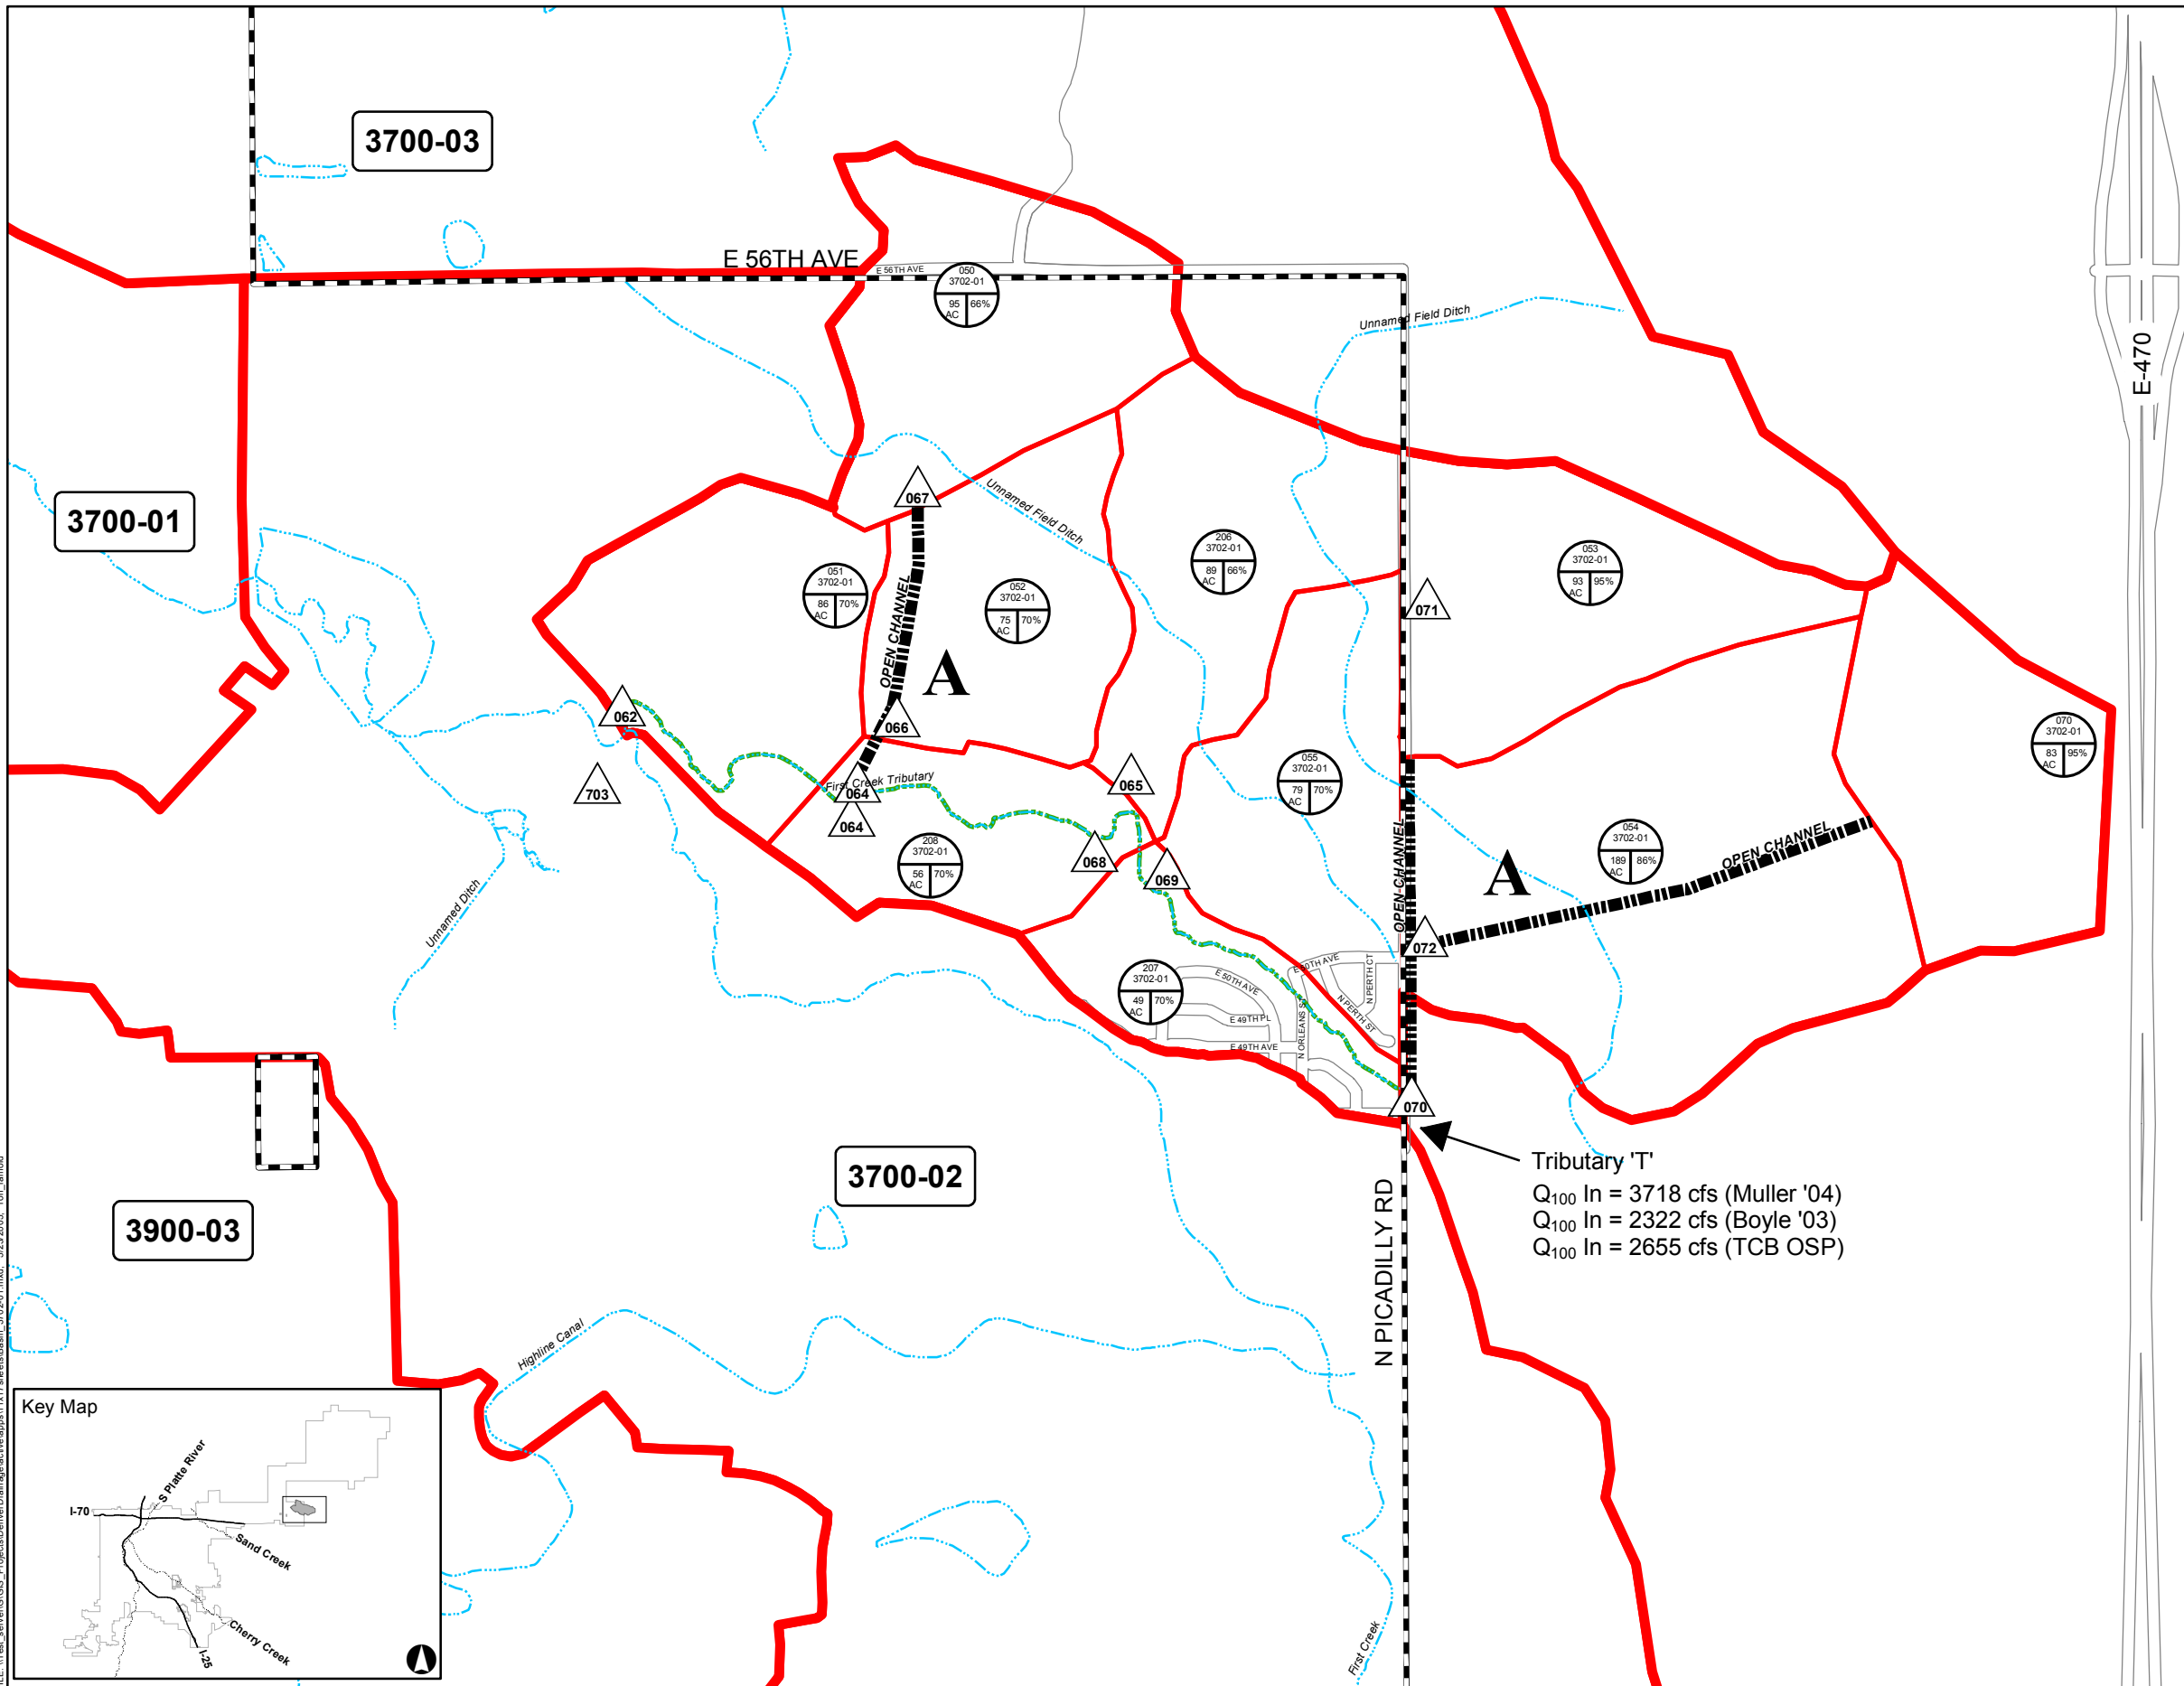 3700-03
E 56TH AVE
E 56TH AVE
050
3702-01
95
AC
66%
Unnamed Field Ditch
E-470
3700-01
067
Unnamed Field Ditch
206
3702-01
89
AC
66%
053
3702-01
93
AC
95%
051
3702-01
86
AC
70%
052
3702-01
75
AC
70%
071
OPEN CHANNEL
A
062
066
070
3702-01
83
AC
95%
703
First Creek Tributary
064
064
065
055
3702-01
79
AC
70%
208
3702-01
56
AC
70%
068
069
OPEN CHANNEL
A
054
3702-01
189
AC
86%
OPEN CHANNEL
Unnamed Ditch
072
207
3702-01
49
AC
70%
E 50TH AVE
E 50TH AVE
N PERTH CT
N PERTH ST
E 49TH PL
N ORLEANS ST
E 49TH AVE
070
Tributary 'T'
Q100 In = 3718 cfs (Muller '04)
Q100 In = 2322 cfs (Boyle '03)
Q100 In = 2655 cfs (TCB OSP)
3700-02
3900-03
N PICADILLY RD
Highline Canal
First Creek
Key Map
S Platte River
I-70
Sand Creek
Cherry Creek
I-25